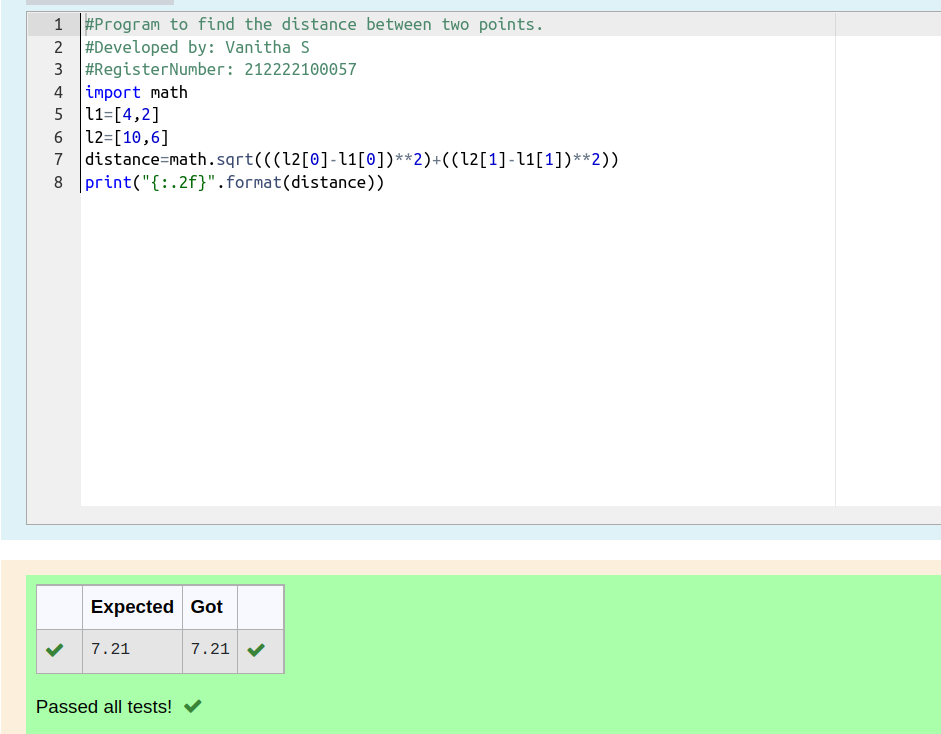 1 #Program to find the distance between two points.
2 #Developed by: Vanitha S
3 #RegisterNumber: 212222100057
4 import math
5 l1=[4,2]
6 l2=[10,6]
7 distance=math.sqrt(((l2[0]-l1[0])**2)+((l2[1]-l1[1])**2))
8 print("{:.2f}".format(distance))
Expected Got
7.21 7.21
Passed all tests!